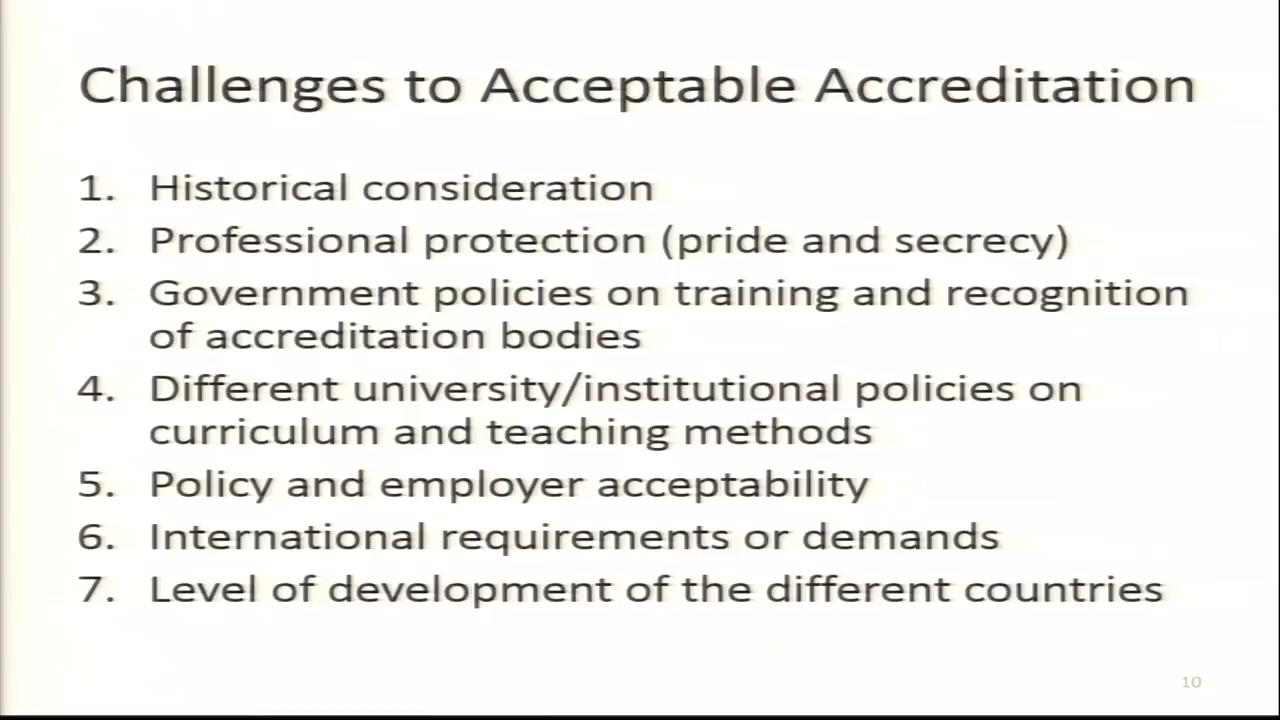 Challenges to Acceptable Accreditation
1. Historical consideration
2. Professional protection (pride and secrecy)
3. Government policies on training and recognition
of accreditation bodies
4. Different university/institutional policies on
curriculum and teaching methods
5. Policy and employer acceptability
6. International requirements or demands
7. Level of development of the different countries
10